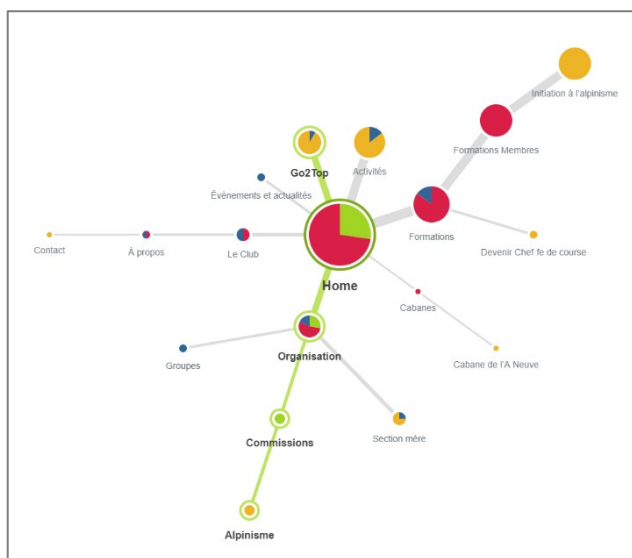 Initiation à l'alpinisme
Formations Membres
Go2Top
Activités
Évènements et actualités
Formations
Contact
À propos
Le Club
Devenir Chef fe de course
Home
Cabanes
Organisation
Groupes
Cabane de l'A Neuve
Commissions
Section mère
Alpinisme